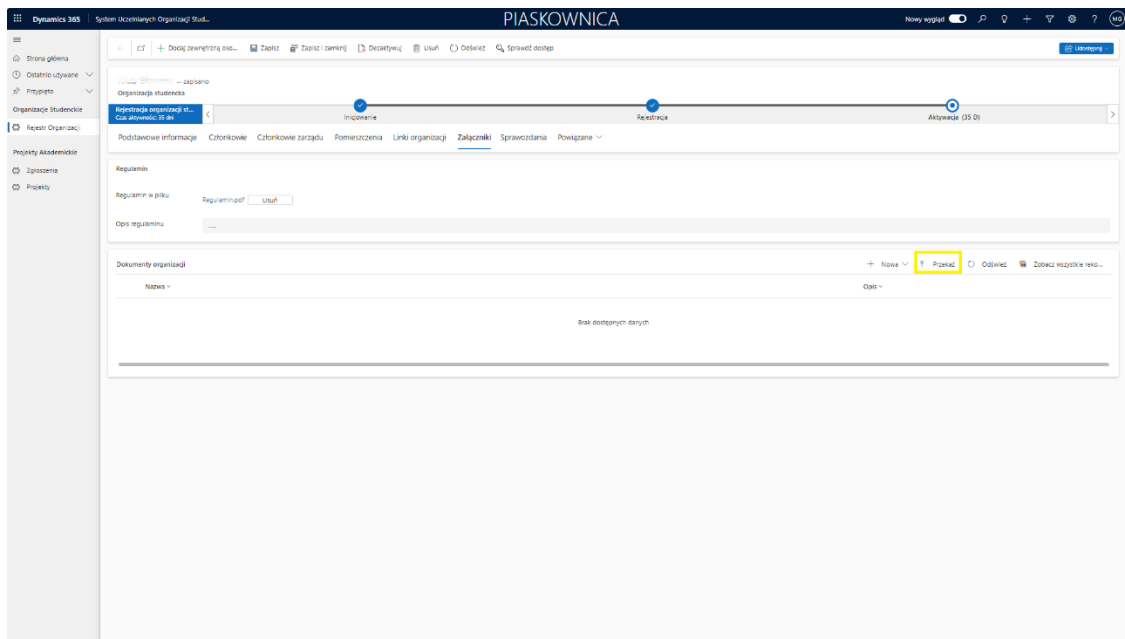 Dynamics 365 System Uczelnianych Organizacji Stud... PIASKOWNICA Nowy wygląd MG
Strona główna
Ostatnio używane
Przypięto
Organizacje Studenckie
Rejestr Organizacji
Projekty Akademickie
Zgłoszenia
Projekty
Dodaj zewnętrzną oso... Zapisz Zapisz i zamknij Dezaktywuj Usuń Odśwież Sprawdź dostęp Udostępnij
– zapisano
Organizacja studencka
Rejestracja organizacji st...
Czas aktywności: 35 dni
Inicjowanie Rejestracja Aktywacja (35 D)
Podstawowe informacje Członkowie Członkowie zarządu Pomieszczenia Linki organizacji Załączniki Sprawozdania Powiązane
Regulamin
Regulamin w pliku Regulamin.pdf Usuń
Opis regulaminu ---
Dokumenty organizacji + Nowa Przekaż Odśwież Zobacz wszystkie reko...
Nazwa Opis
Brak dostępnych danych